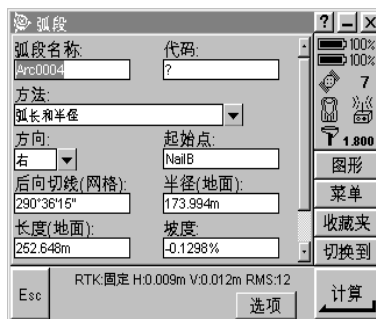 弧段
弧段名称:
代码:
Arc0004
?
方法:
弧长和半径
方向:
起始点:
右
NailB
后向切线(网格):
半径(地面):
290°36'15"
173.994m
长度(地面):
坡度:
252.648m
-0.1298%
RTK:固定 H:0.009m V:0.012m RMS:12
Esc
选项
? _ X
100%
100%
7
1.800
图形
菜单
收藏夹
切换到
计算